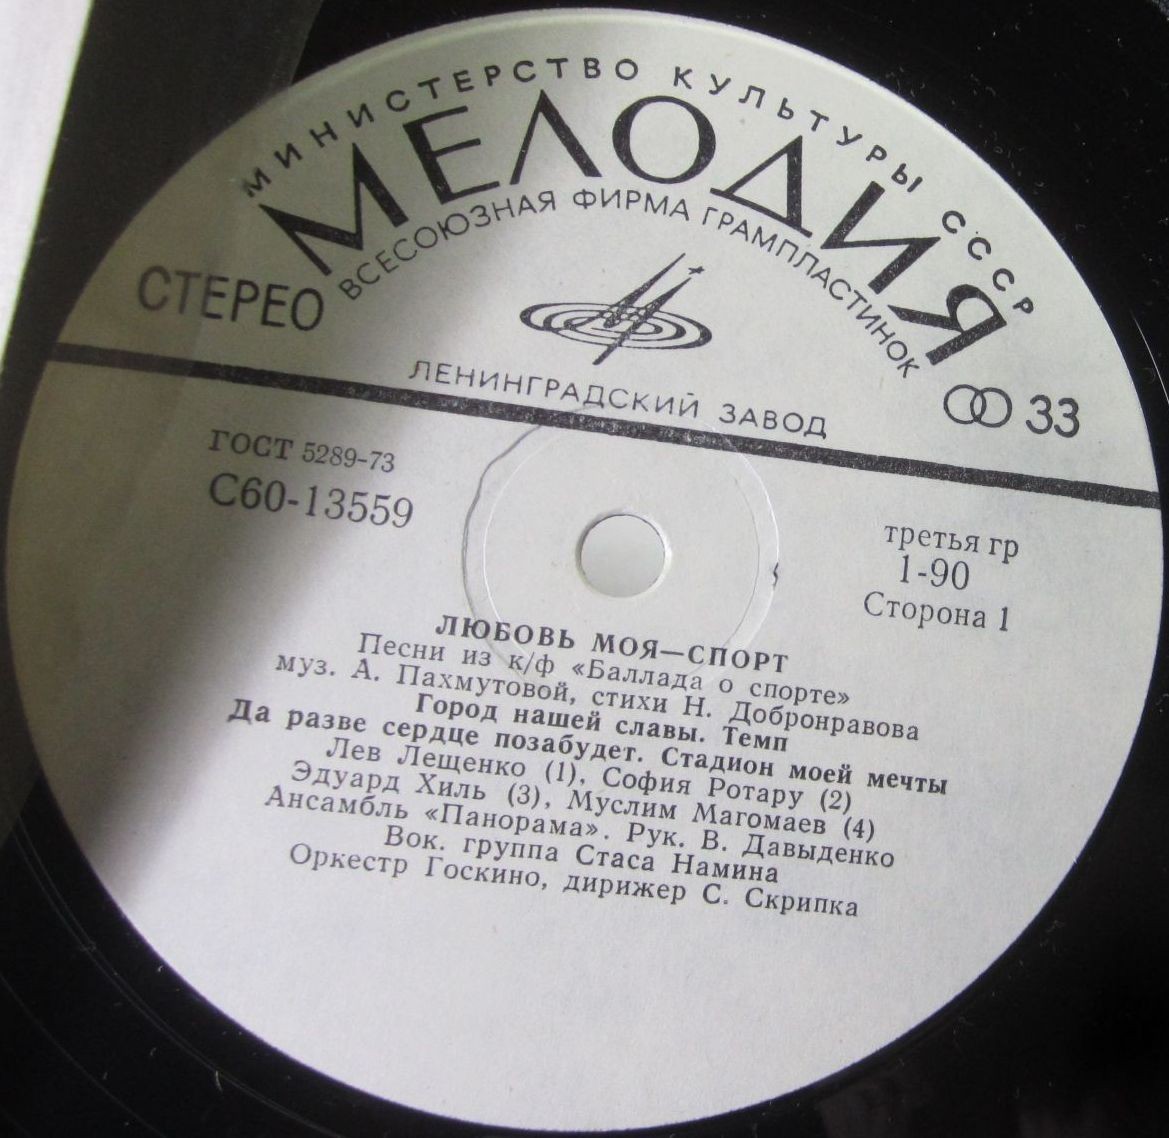 МИНИСТЕРСТВО КУЛЬТУРЫ СССР
МЕЛОДИЯ
ВСЕСОЮЗНАЯ ФИРМА ГРАМПЛАСТИНОК
СТЕРЕО
33
ЛЕНИНГРАДСКИЙ ЗАВОД
ГОСТ 5289-73
С60-13559
третья гр
1-90
Сторона 1
ЛЮБОВЬ МОЯ—СПОРТ
Песни из к/ф «Баллада о спорте»
муз. А. Пахмутовой, стихи Н. Добронравова
Город нашей славы. Темп
Да разве сердце позабудет. Стадион моей мечты
Лев Лещенко (1), София Ротару (2)
Эдуард Хиль (3), Муслим Магомаев (4)
Ансамбль «Панорама». Рук. В. Давыденко
Вок. группа Стаса Намина
Оркестр Госкино, дирижер С. Скрипка